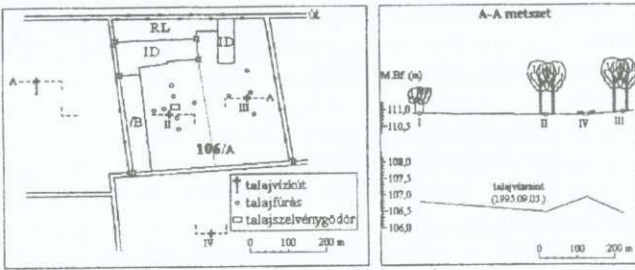 út
RL
ID
ID
A
A
III
II
/B
106/A
IV
talajvízkút
talajfúrás
talajszelvénygödör
0 100 200 m
A-A metszet
M.Bf (m)
111,0
110,5
I
II
IV
III
108,0
107,5
107,0
106,5
106,0
talajvízszint
(1995.09.05.)
0 100 200 m